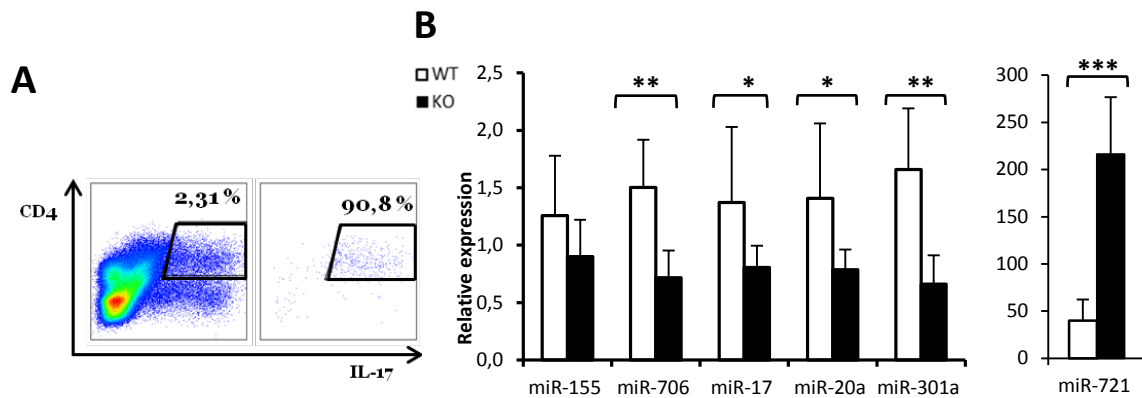 A
2,31%
90,8%
CD4
IL-17
B
WT
KO
Relative expression
2,5
2,0
1,5
1,0
0,5
0,0
**
*
*
**
miR-155
miR-706
miR-17
miR-20a
miR-301a
300
250
200
150
100
50
0
***
miR-721